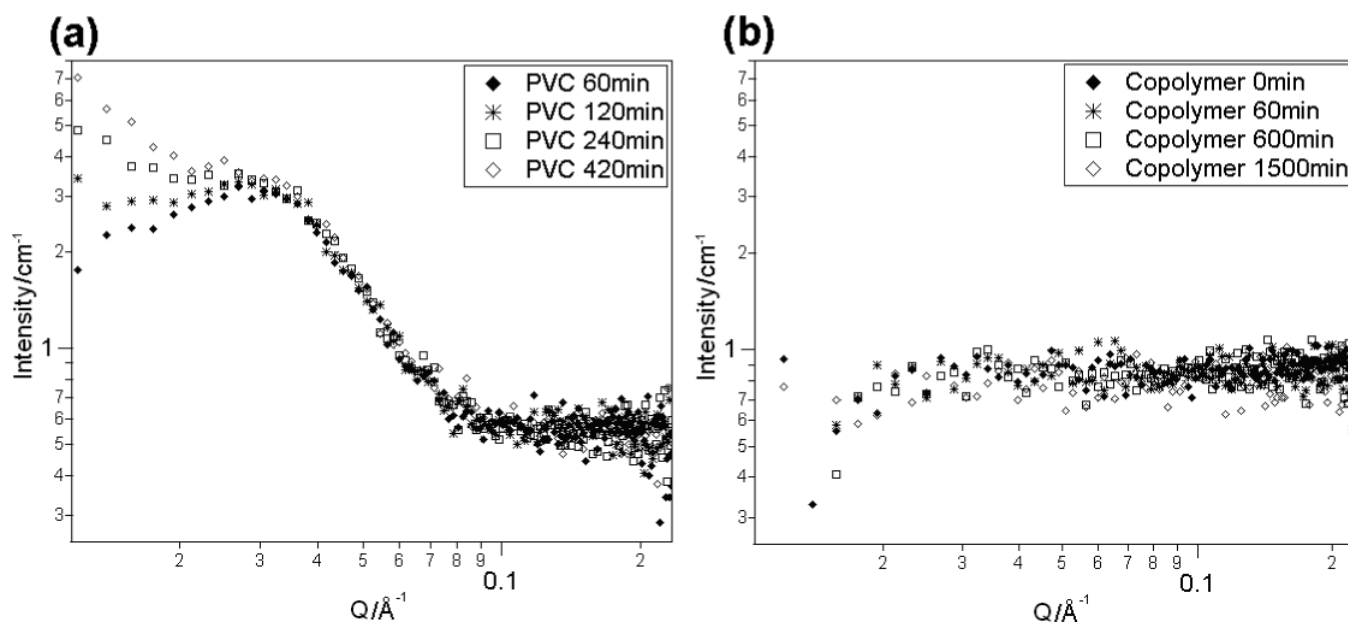 (a)
PVC 60min
PVC 120min
PVC 240min
PVC 420min
7
6
5
4
3
2
1
7
6
5
4
3
Intensity/cm⁻¹
2 3 4 5 6 7 8 9 0.1 2
Q/Å⁻¹
(b)
Copolymer 0min
Copolymer 60min
Copolymer 600min
Copolymer 1500min
7
6
5
4
3
2
1
7
6
5
4
3
Intensity/cm⁻¹
2 3 4 5 6 7 8 9 0.1 2
Q/Å⁻¹